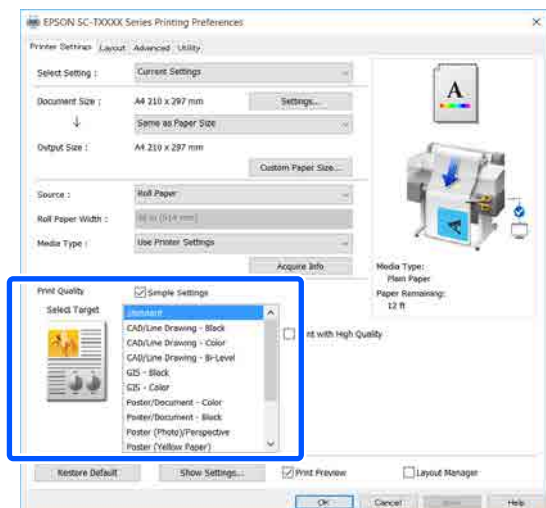 EPSON SC-TXXXX Series Printing Preferences
Printer Settings Layout Advanced Utility
Select Setting : Current Settings
Document Size : A4 210 x 297 mm Settings...
Same as Paper Size
Output Size : A4 210 x 297 mm
Custom Paper Size...
Source : Roll Paper
Roll Paper Width :
Media Type : Use Printer Settings
Acquire Info
Media Type:
Plain Paper
Paper Remaining:
12 ft
Print Quality Simple Settings
Select Target Standard
CAD/Line Drawing - Black
nt with High Quality
CAD/Line Drawing - Color
CAD/Line Drawing - Bi-Level
GIS - Black
GIS - Color
Poster/Document - Color
Poster/Document - Black
Poster (Photo)/Perspective
Poster (Yellow Paper)
Restore Default Show Settings... Print Preview Layout Manager
OK Cancel Help